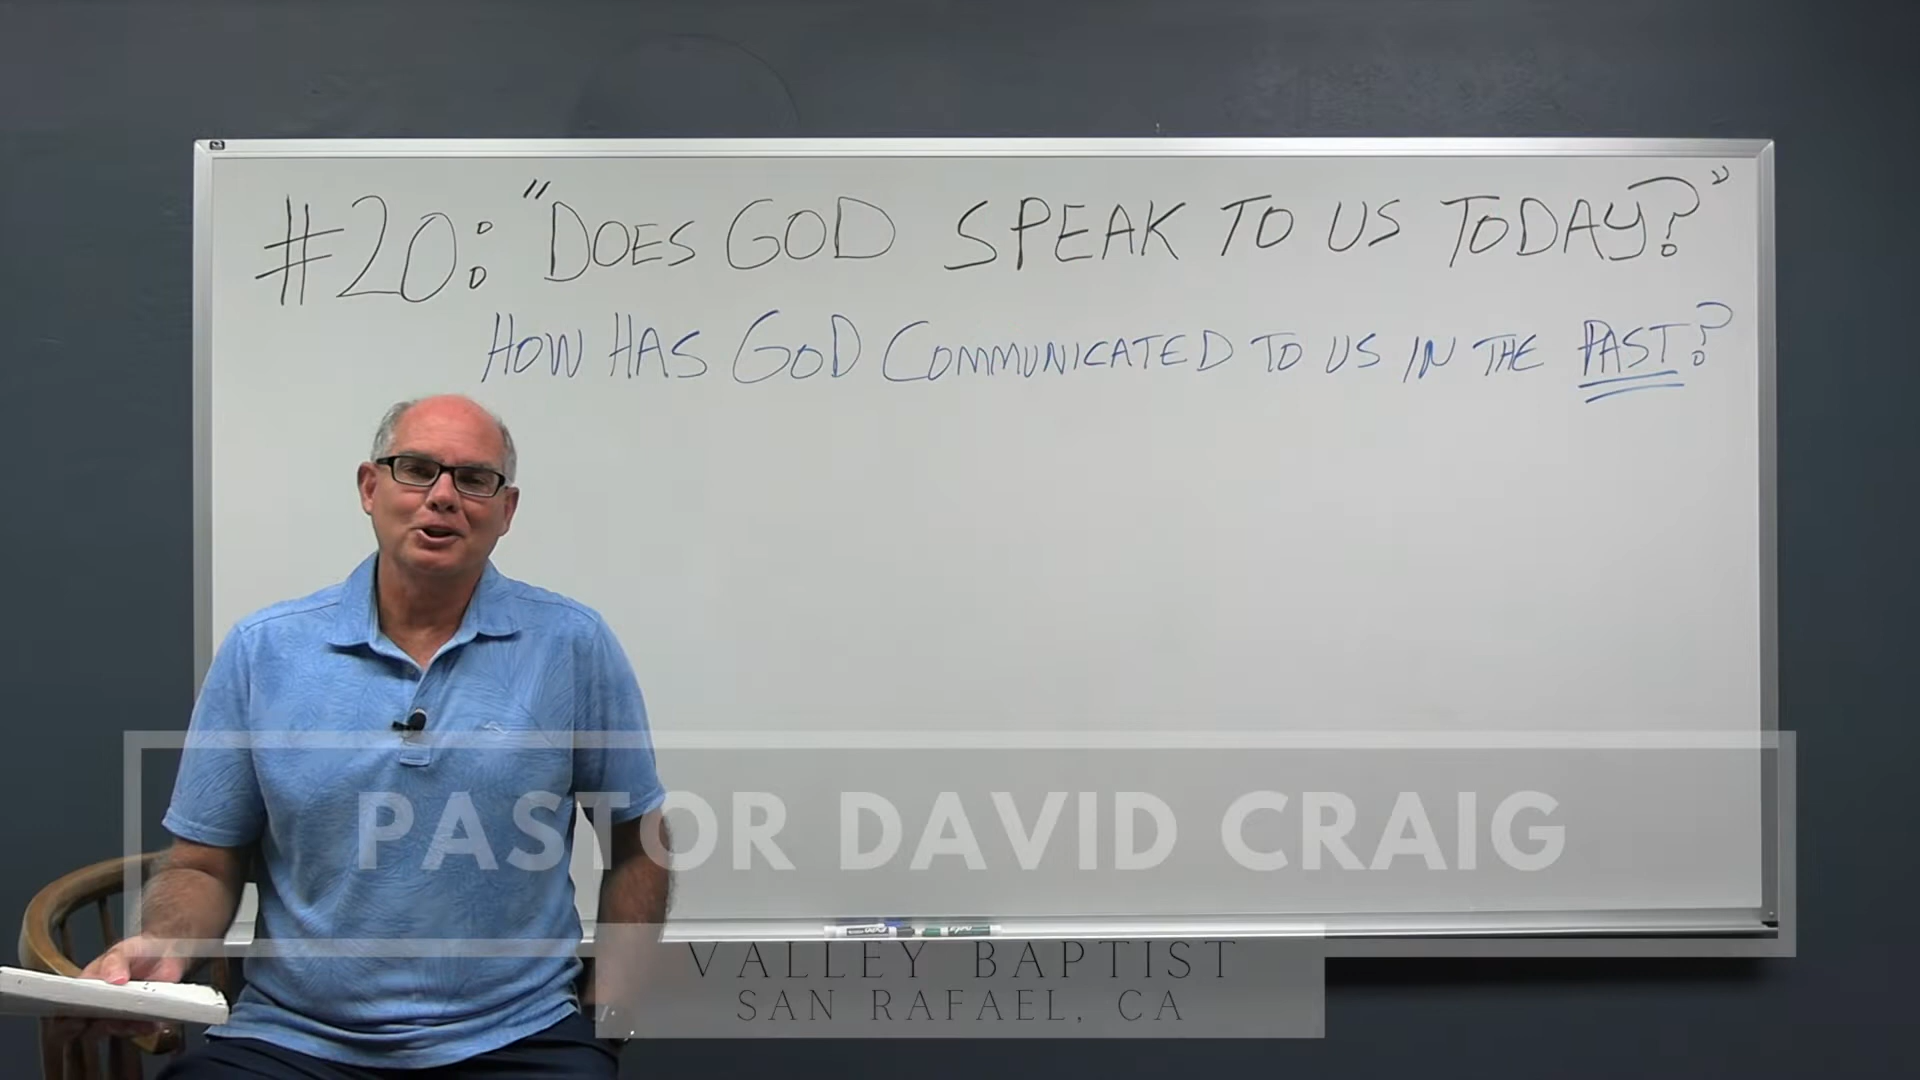 #20: "DOES GOD SPEAK TO US TODAY?"
HOW HAS GOD COMMUNICATED TO US IN THE PAST?
PASTOR DAVID CRAIG
VALLEY BAPTIST
SAN RAFAEL, CA